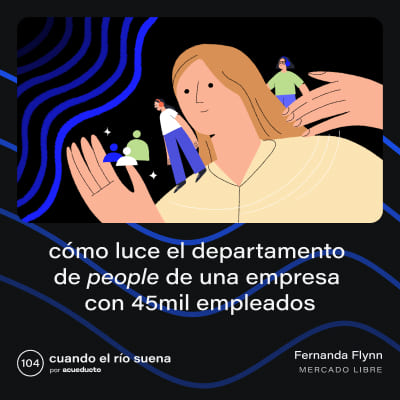 cómo luce el departamento
de people de una empresa
con 45mil empleados
104
cuando el río suena
por acueducto
Fernanda Flynn
MERCADO LIBRE